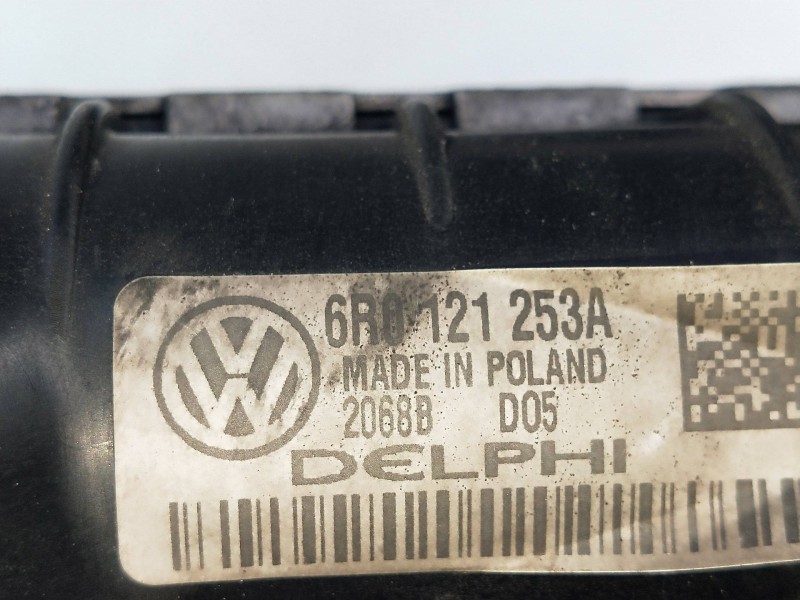 6R0 121 253A
MADE IN POLAND
2068B D05
DELPHI